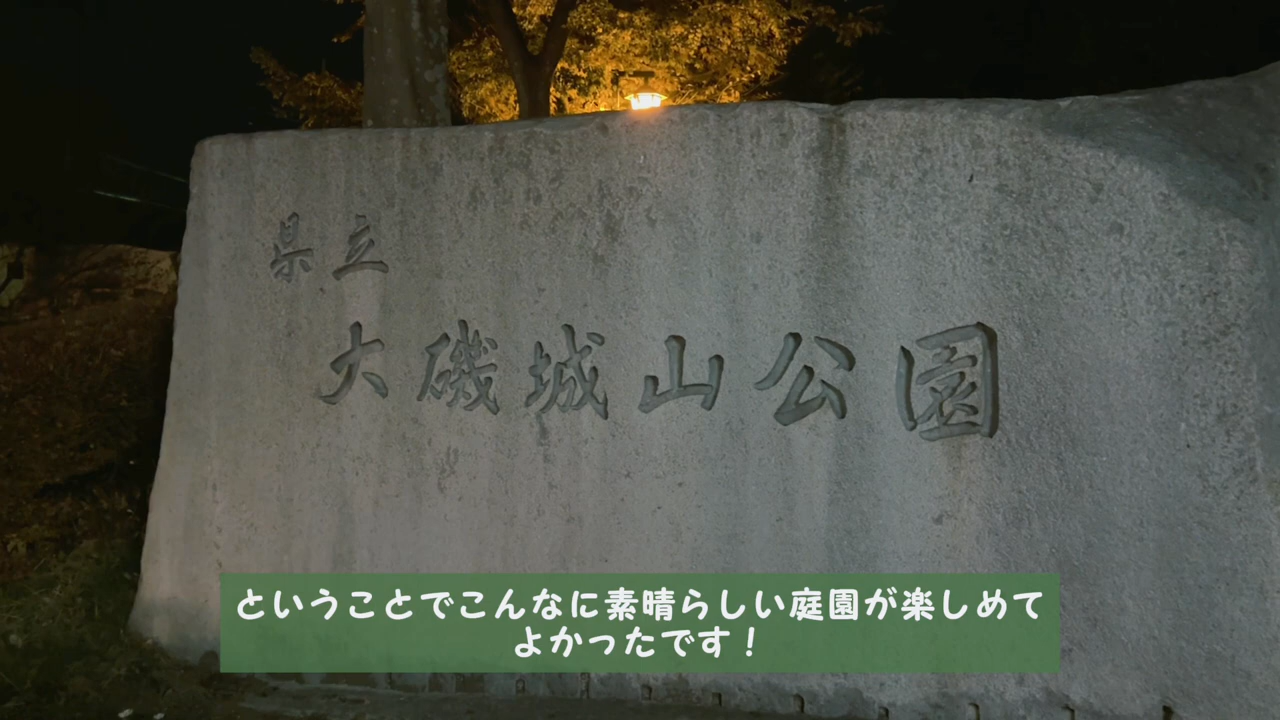 県立
大磯城山公園
ということでこんなに素晴らしい庭園が楽しめて
よかったです！